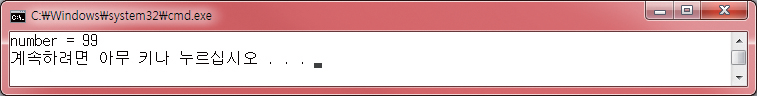 C:₩Windows₩system32₩cmd.exe
number = 99
계속하려면 아무 키나 누르십시오 . . .